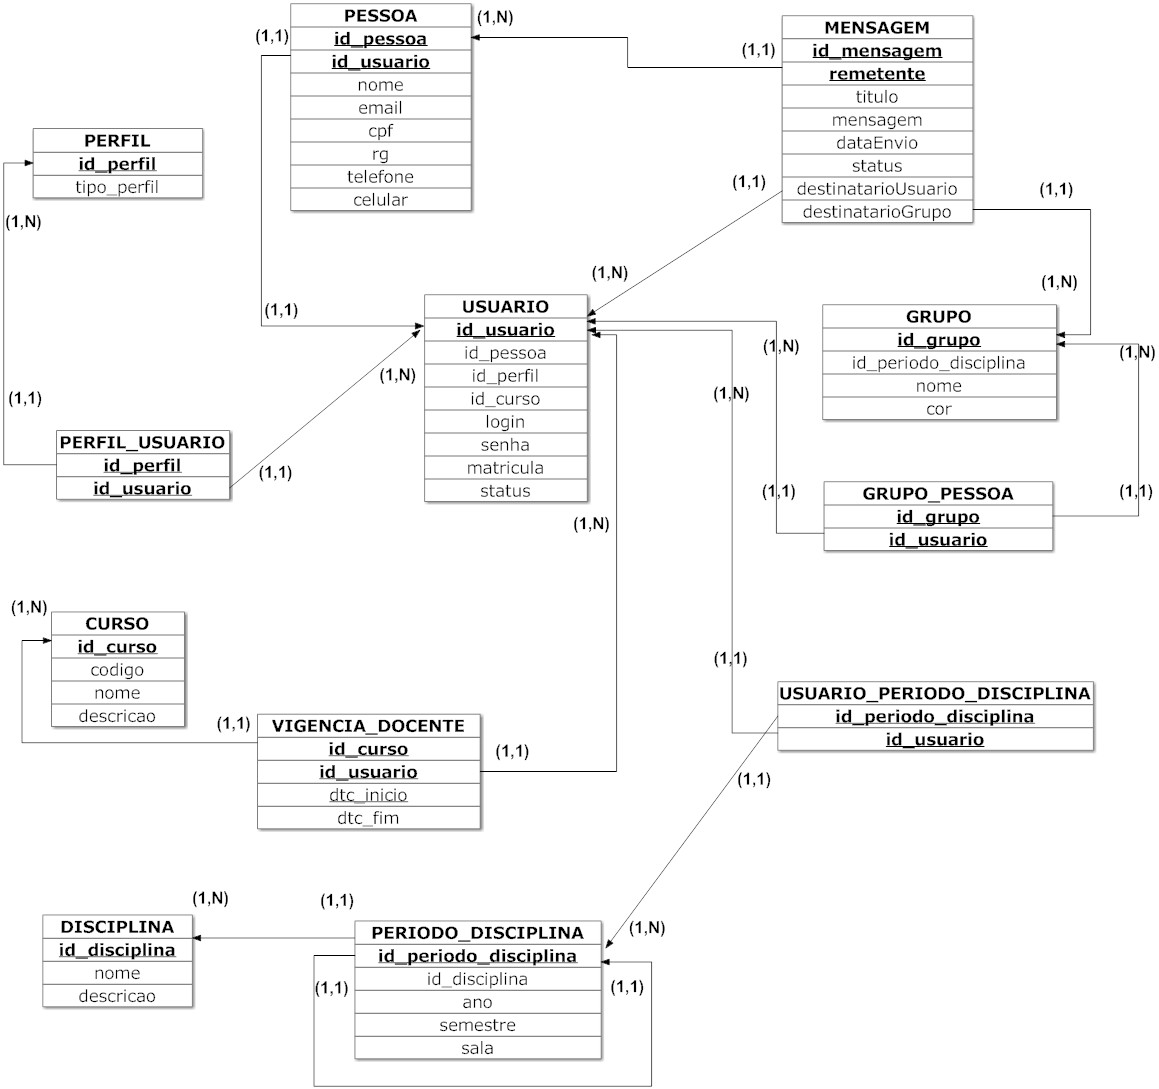 PESSOA
id_pessoa
id_usuario
nome
email
cpf
rg
telefone
celular
(1,1)
(1,N)
(1,1)
MENSAGEM
id_mensagem
remetente
titulo
mensagem
dataEnvio
status
destinatarioUsuario
destinatarioGrupo
PERFIL
id_perfil
tipo_perfil
(1,N)
(1,1)
(1,1)
(1,N)
(1,N)
(1,1)
USUARIO
id_usuario
id_pessoa
id_perfil
id_curso
login
senha
matricula
status
GRUPO
id_grupo
id_periodo_disciplina
nome
cor
(1,N)
(1,N)
(1,N)
(1,N)
(1,1)
PERFIL_USUARIO
id_perfil
id_usuario
(1,1)
(1,1)
GRUPO_PESSOA
id_grupo
id_usuario
(1,1)
(1,N)
(1,N)
CURSO
id_curso
codigo
nome
descricao
(1,1)
USUARIO_PERIODO_DISCIPLINA
id_periodo_disciplina
id_usuario
(1,1)
VIGENCIA_DOCENTE
id_curso
id_usuario
dtc_inicio
dtc_fim
(1,1)
(1,1)
(1,N)
(1,1)
(1,N)
DISCIPLINA
id_disciplina
nome
descricao
PERIODO_DISCIPLINA
id_periodo_disciplina
id_disciplina
ano
semestre
sala
(1,1)
(1,1)